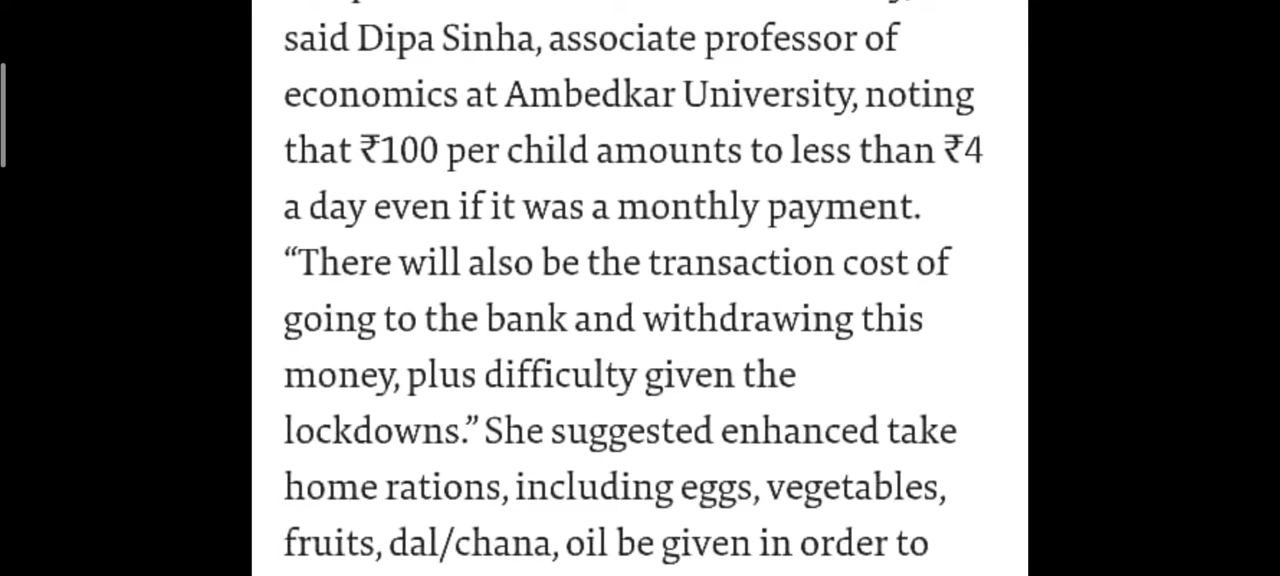 said Dipa Sinha, associate professor of
economics at Ambedkar University, noting
that ₹100 per child amounts to less than ₹4
a day even if it was a monthly payment.
“There will also be the transaction cost of
going to the bank and withdrawing this
money, plus difficulty given the
lockdowns.” She suggested enhanced take
home rations, including eggs, vegetables,
fruits, dal/chana, oil be given in order to